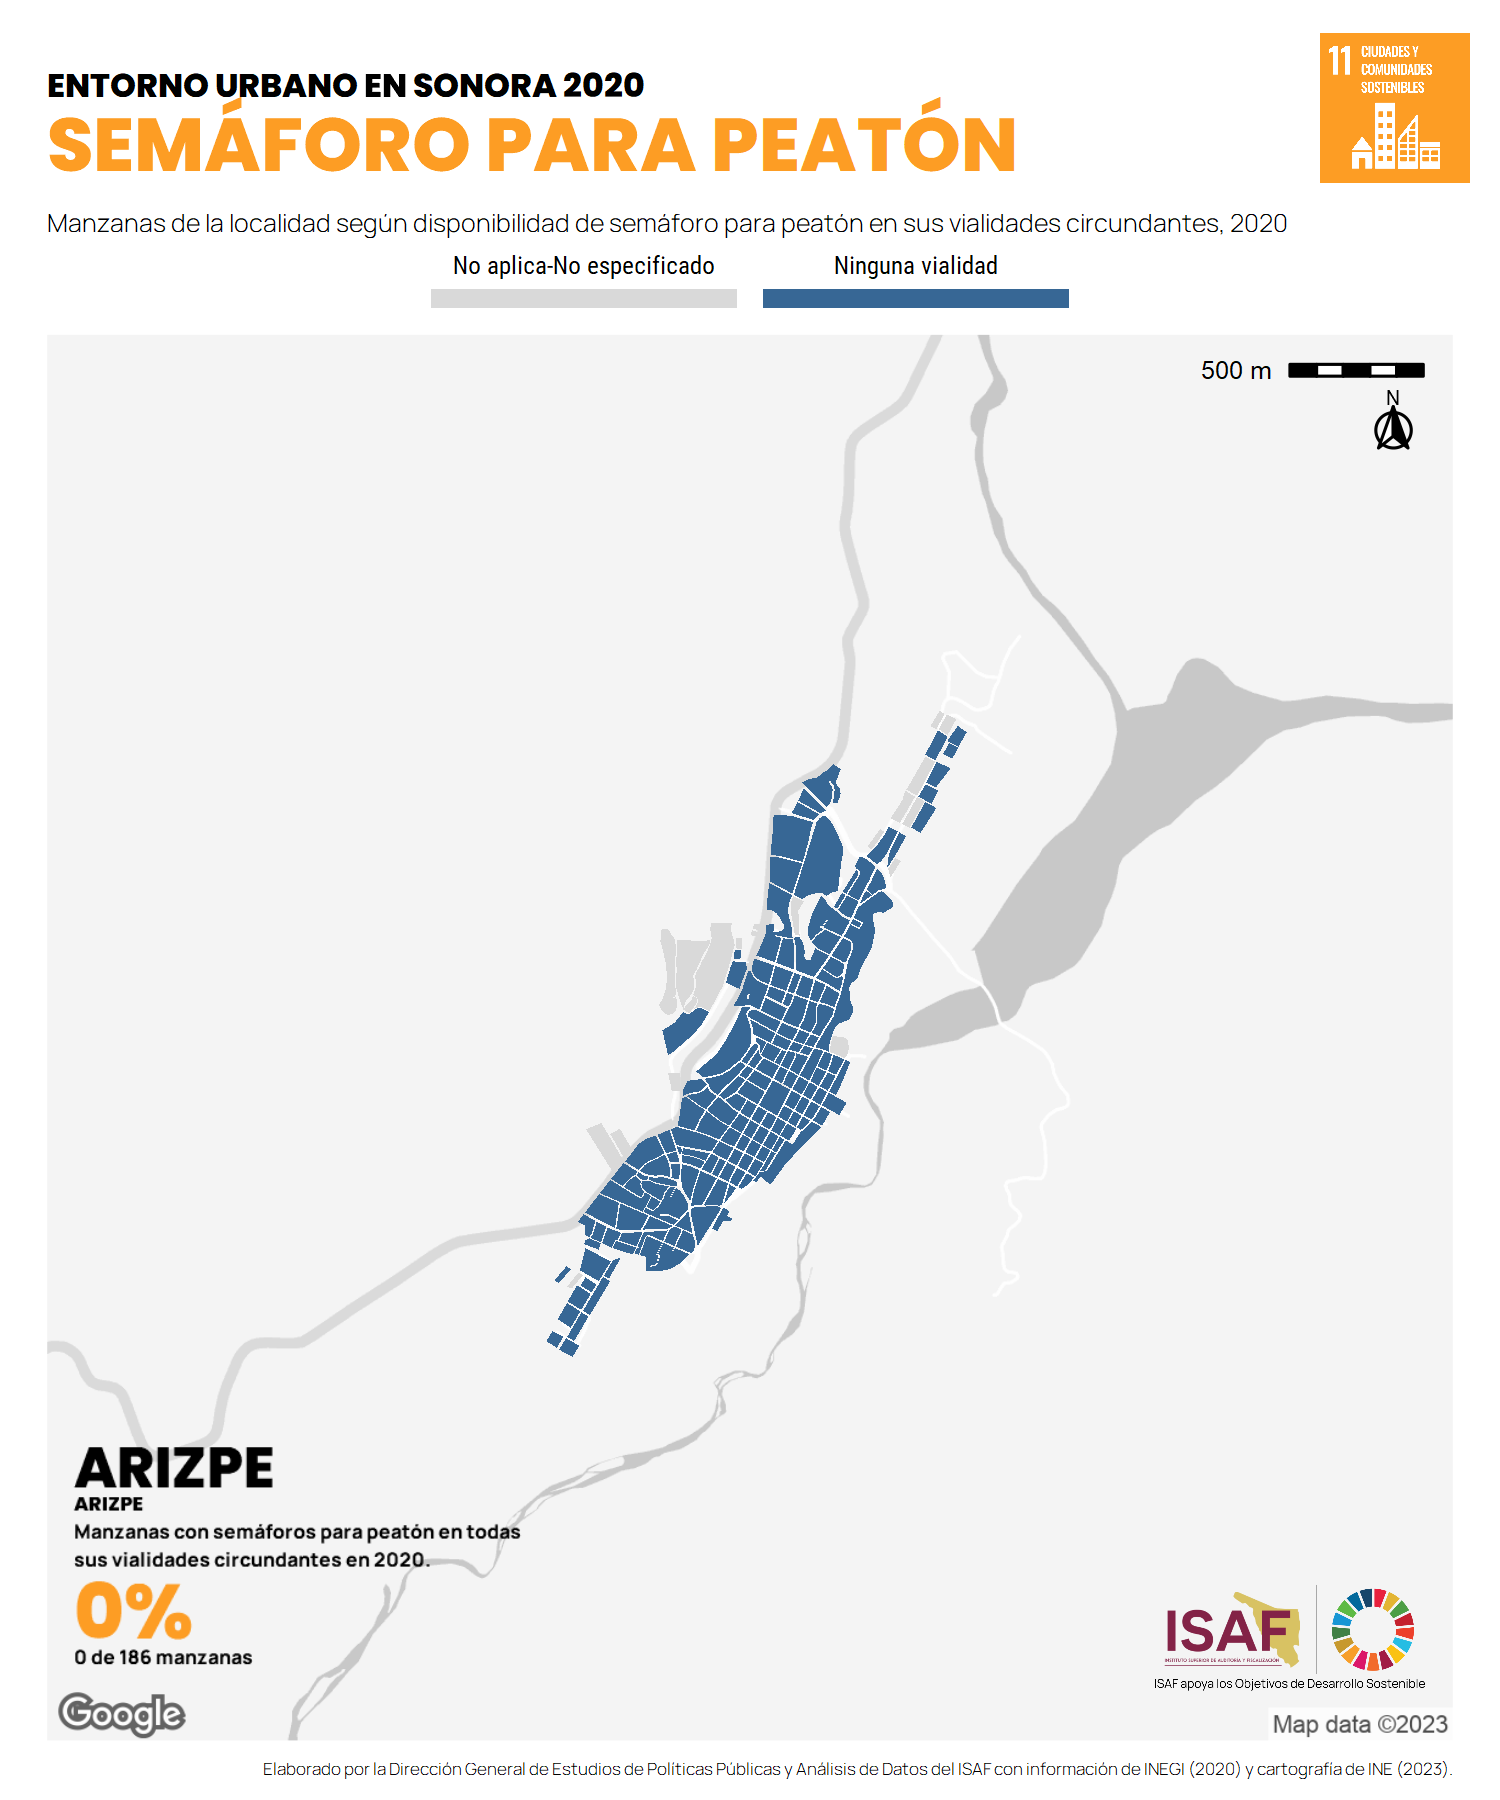 ENTORNO URBANO EN SONORA 2020
SEMÁFORO PARA PEATÓN
11 CIUDADES Y
COMUNIDADES
SOSTENIBLES
Manzanas de la localidad según disponibilidad de semáforo para peatón en sus vialidades circundantes, 2020
No aplica-No especificado
Ninguna vialidad
500 m
N
ARIZPE
ARIZPE
Manzanas con semáforos para peatón en todas
sus vialidades circundantes en 2020.
0%
0 de 186 manzanas
ISAF
INSTITUTO SUPERIOR DE AUDITORÍA Y FISCALIZACIÓN
ISAF apoya los Objetivos de Desarrollo Sostenible
Google
Map data ©2023
Elaborado por la Dirección General de Estudios de Políticas Públicas y Análisis de Datos del ISAF con información de INEGI (2020) y cartografía de INE (2023).